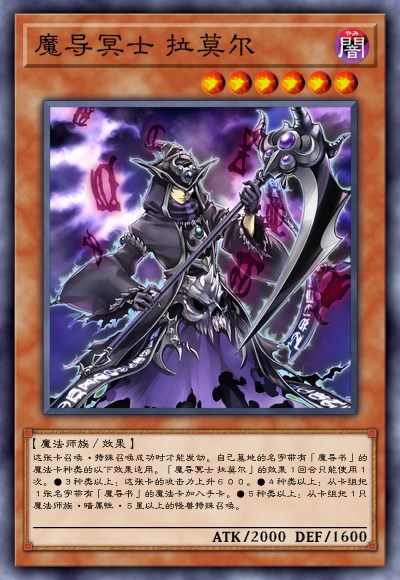 魔导冥士 拉莫尔
やみ
闇
【魔法师族／效果】
这张卡召唤·特殊召唤成功时才能发动。自己墓地的名字带有「魔导书」的
魔法卡种类的以下效果适用。「魔导冥士 拉莫尔」的效果1回合只能使用1
次。●3种类以上：这张卡的攻击力上升600。●4种类以上：从卡组把
1张名字带有「魔导书」的魔法卡加入手卡。●5种类以上：从卡组把1只
魔法师族·暗属性·5星以上的怪兽特殊召唤。
ATK/2000 DEF/1600